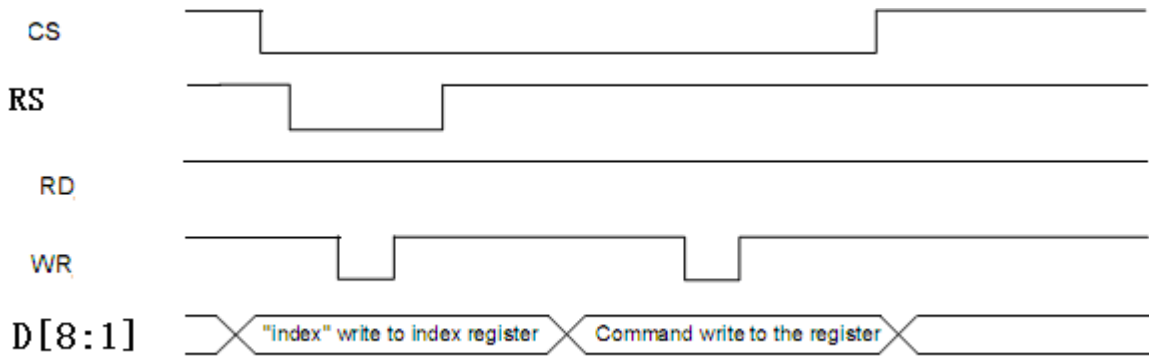 CS
RS
RD
WR
D[8:1] "index" write to index register Command write to the register